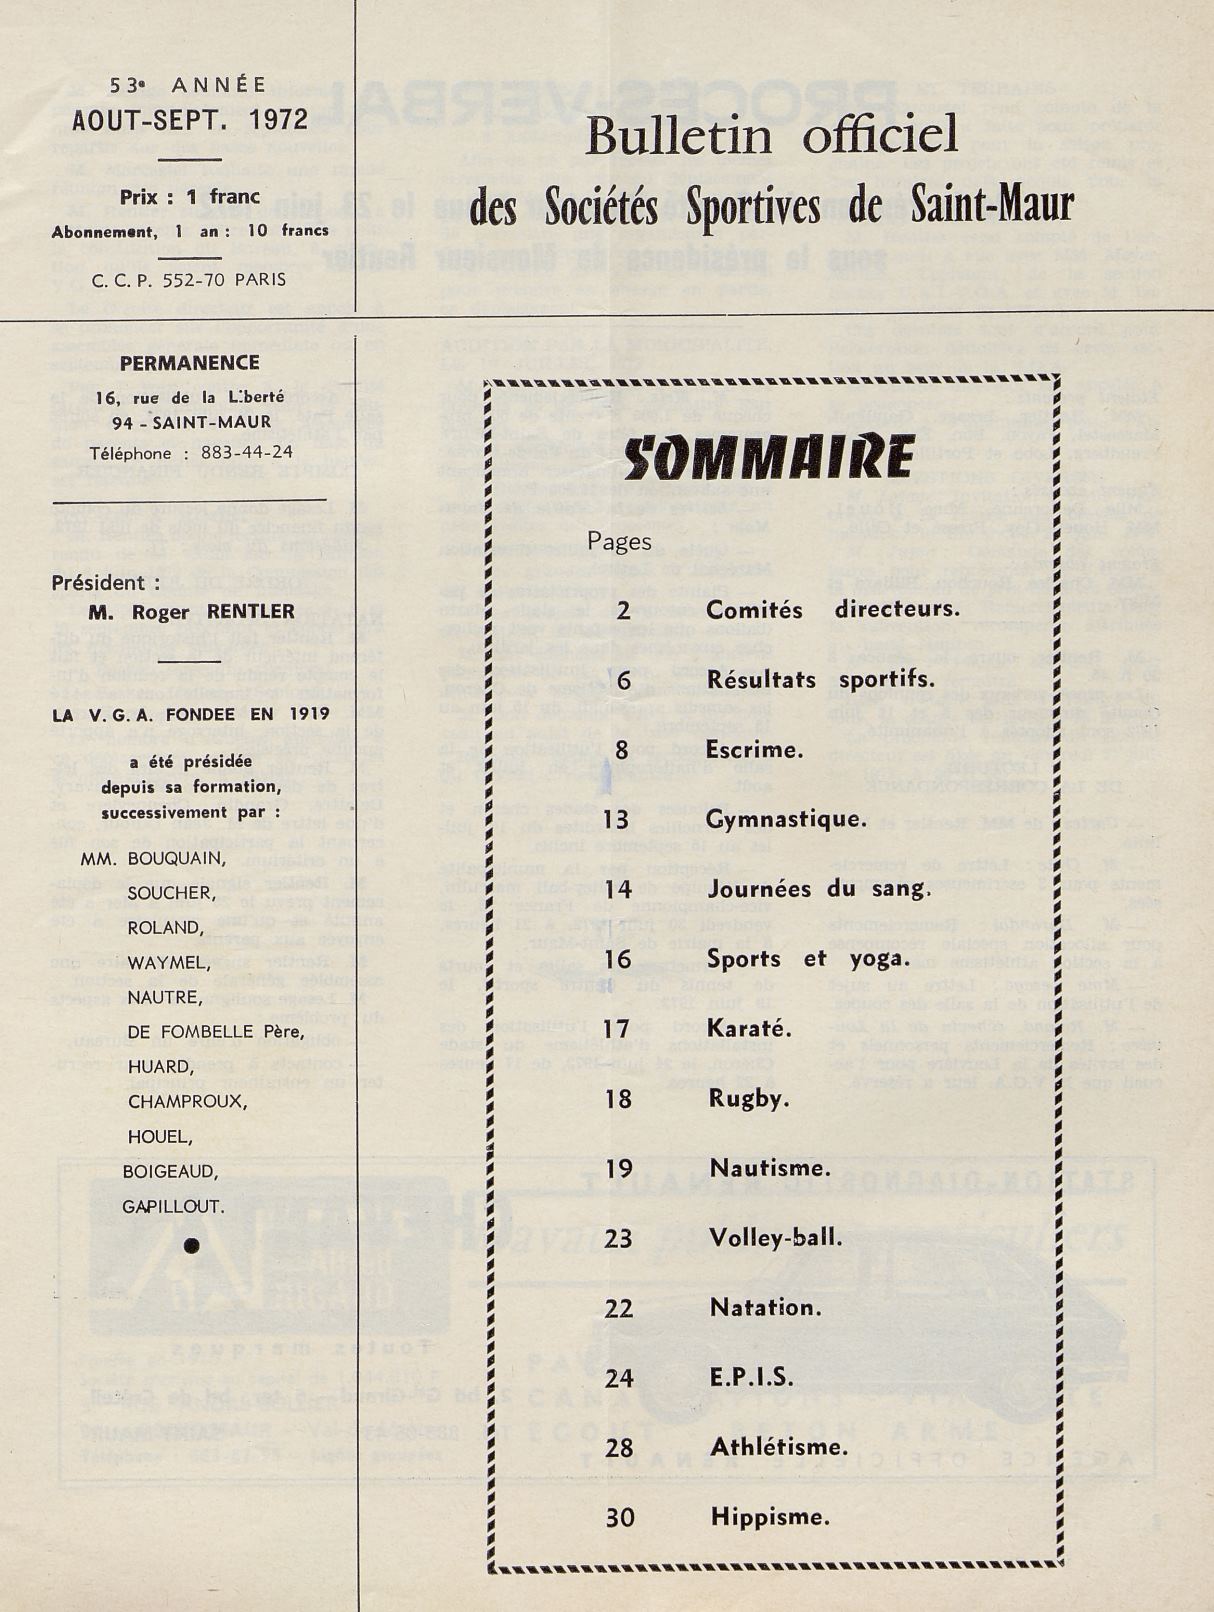 53e ANNÉE
AOUT-SEPT. 1972
Prix : 1 franc
Abonnement, 1 an : 10 francs
C. C. P. 552-70 PARIS
Bulletin officiel
des Sociétés Sportives de Saint-Maur
PERMANENCE
16, rue de la Liberté
94 - SAINT-MAUR
Téléphone : 883-44-24
Président :
M. Roger RENTLER
LA V. G. A. FONDEE EN 1919
a été présidée
depuis sa formation,
successivement par :
MM. BOUQUAIN,
SOUCHER,
ROLAND,
WAYMEL,
NAUTRE,
DE FOMBELLE Père,
HUARD,
CHAMPROUX,
HOUEL,
BOIGEAUD,
GAPILLOUT.
SOMMAIRE
Pages
2 Comités directeurs.
6 Résultats sportifs.
8 Escrime.
13 Gymnastique.
14 Journées du sang.
16 Sports et yoga.
17 Karaté.
18 Rugby.
19 Nautisme.
23 Volley-ball.
22 Natation.
24 E.P.I.S.
28 Athlétisme.
30 Hippisme.